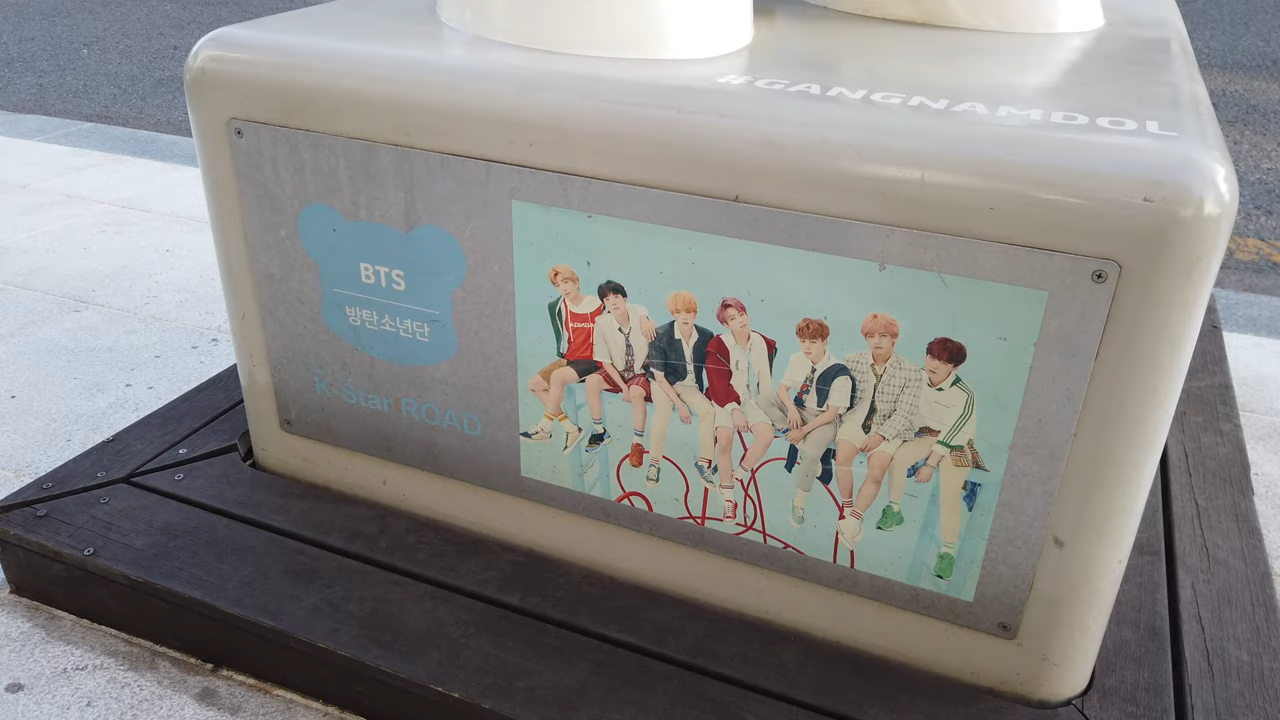 #GANGNAMDOL
BTS
방탄소년단
K-Star ROAD